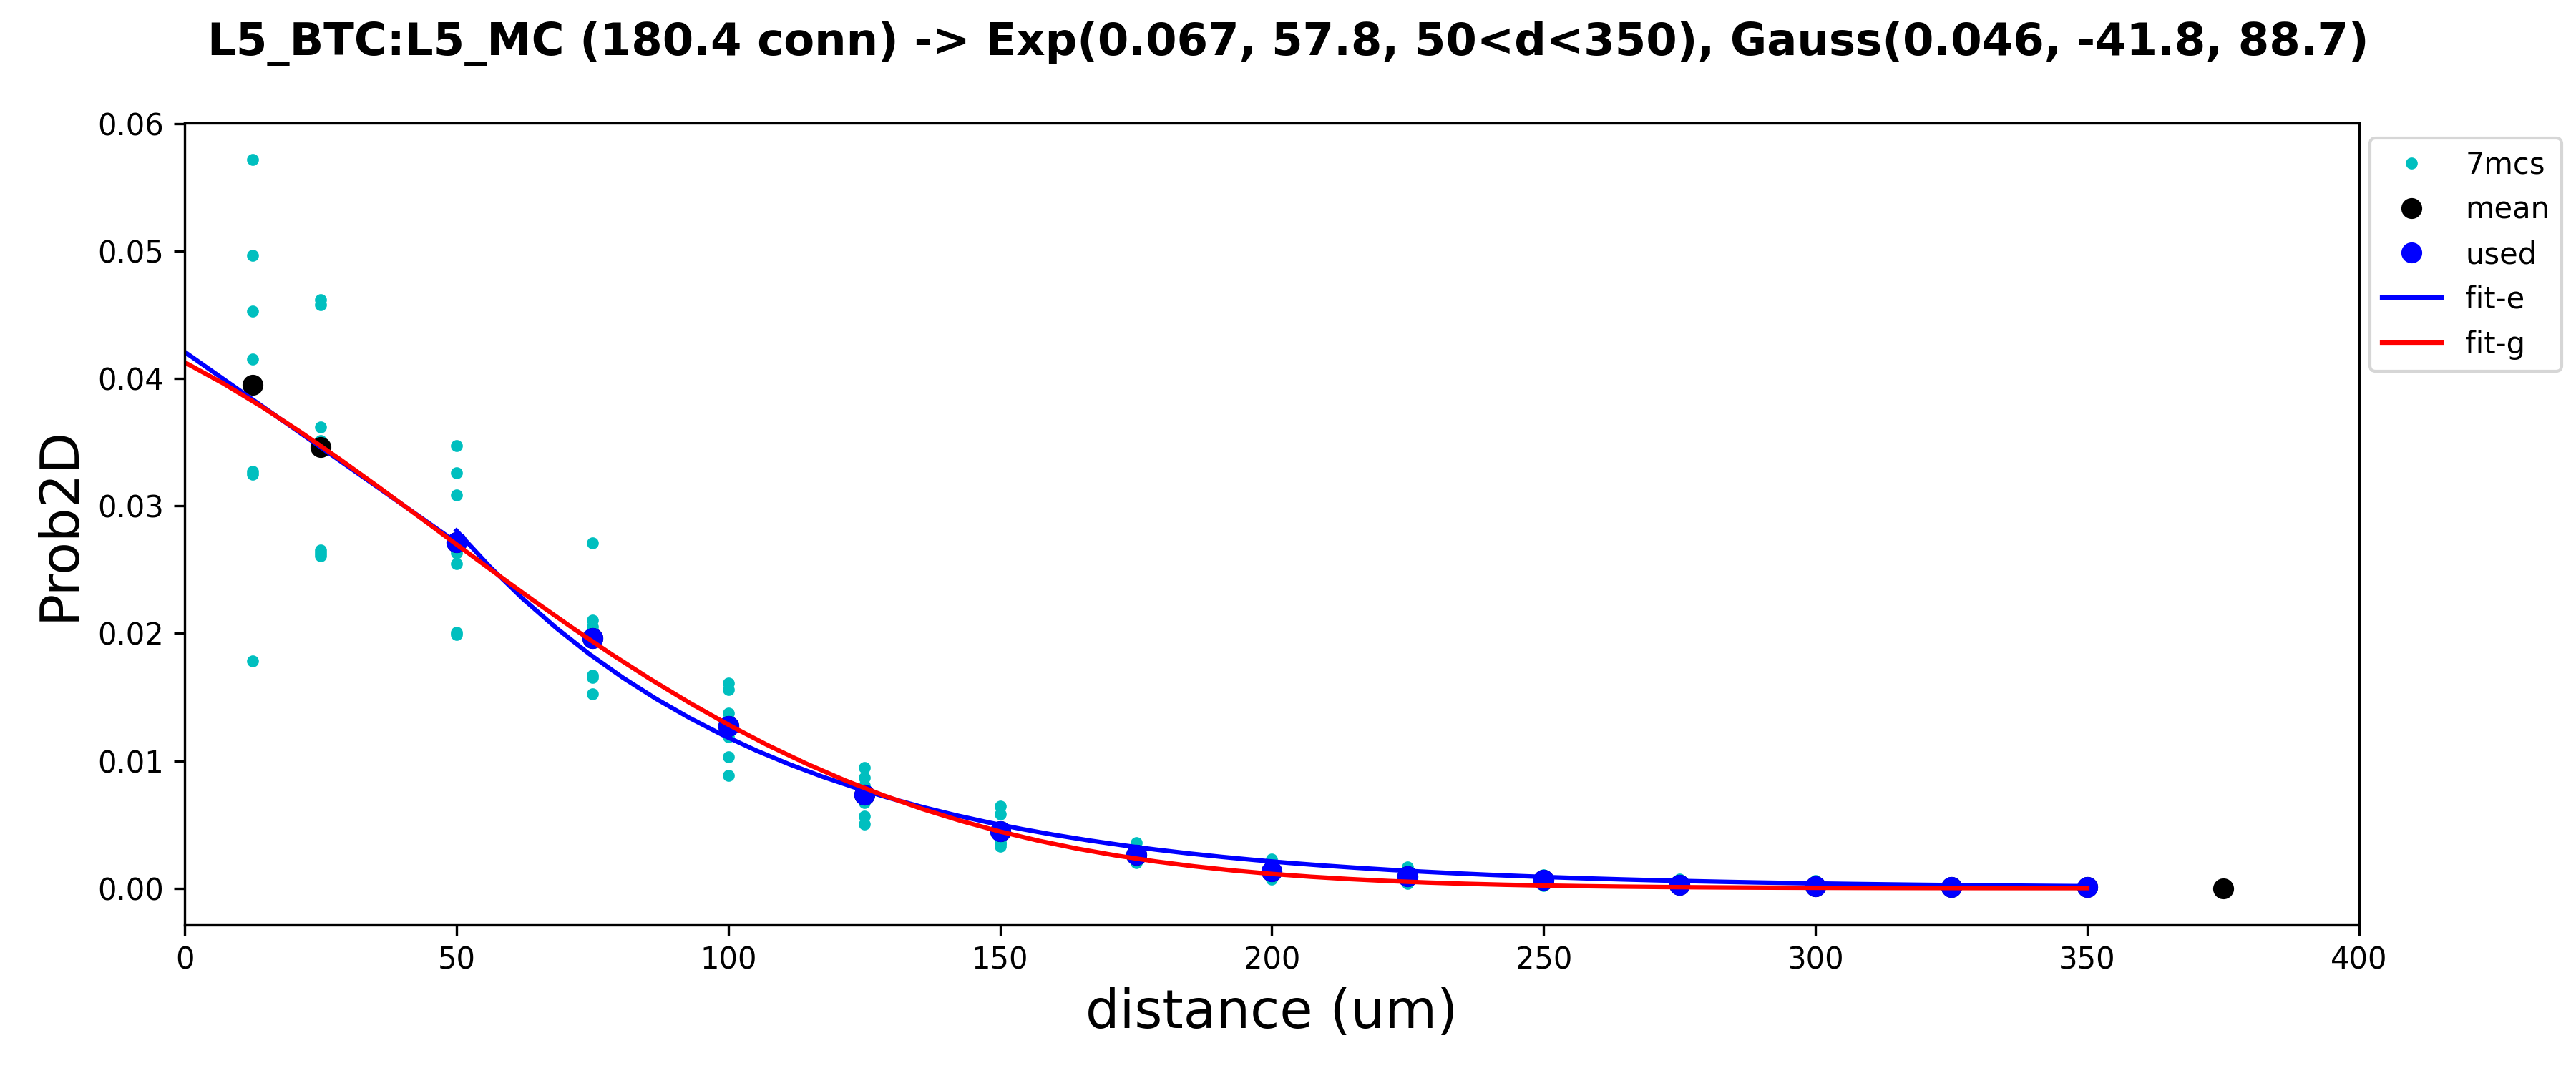 L5_BTC:L5_MC (180.4 conn) -> Exp(0.067, 57.8, 50<d<350), Gauss(0.046, -41.8, 88.7)
0.06
0.05
0.04
0.03
0.02
0.01
0.00
Prob2D
0 50 100 150 200 250 300 350 400
distance (um)
7mcs
mean
used
fit-e
fit-g